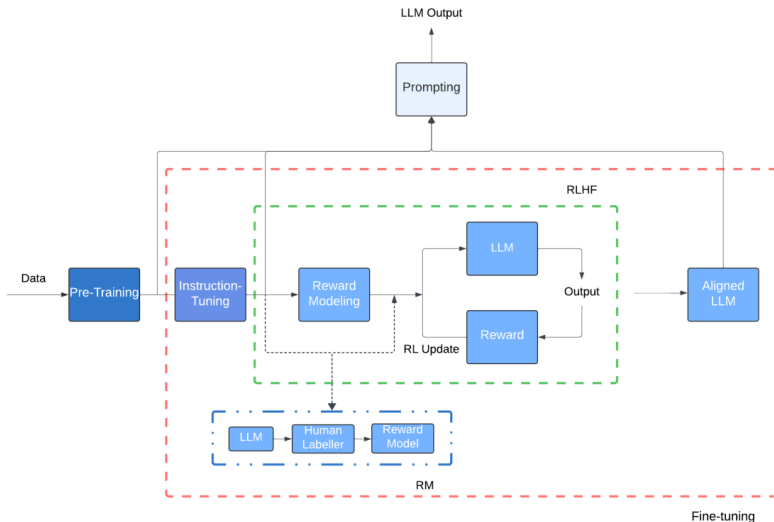 LLM Output
Prompting
RLHF
LLM
Data
Pre-Training
Instruction-
Tuning
Reward
Modeling
Output
Aligned
LLM
Reward
RL Update
LLM
Human
Labeller
Reward
Model
RM
Fine-tuning